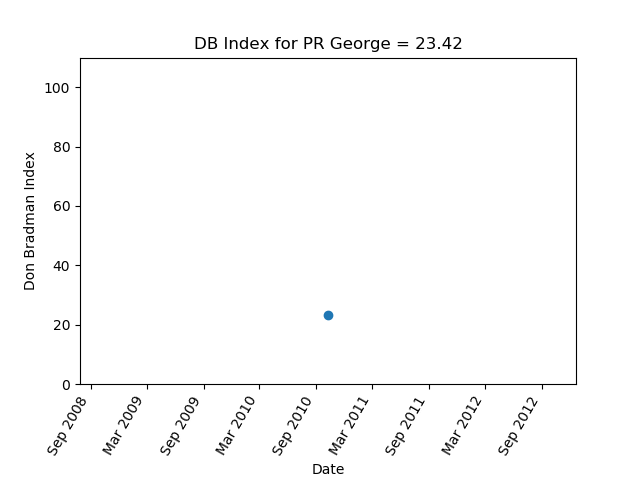 DB Index for PR George = 23.42
Don Bradman Index
100
80
60
40
20
0
Sep 2008
Mar 2009
Sep 2009
Mar 2010
Sep 2010
Mar 2011
Sep 2011
Mar 2012
Sep 2012
Date